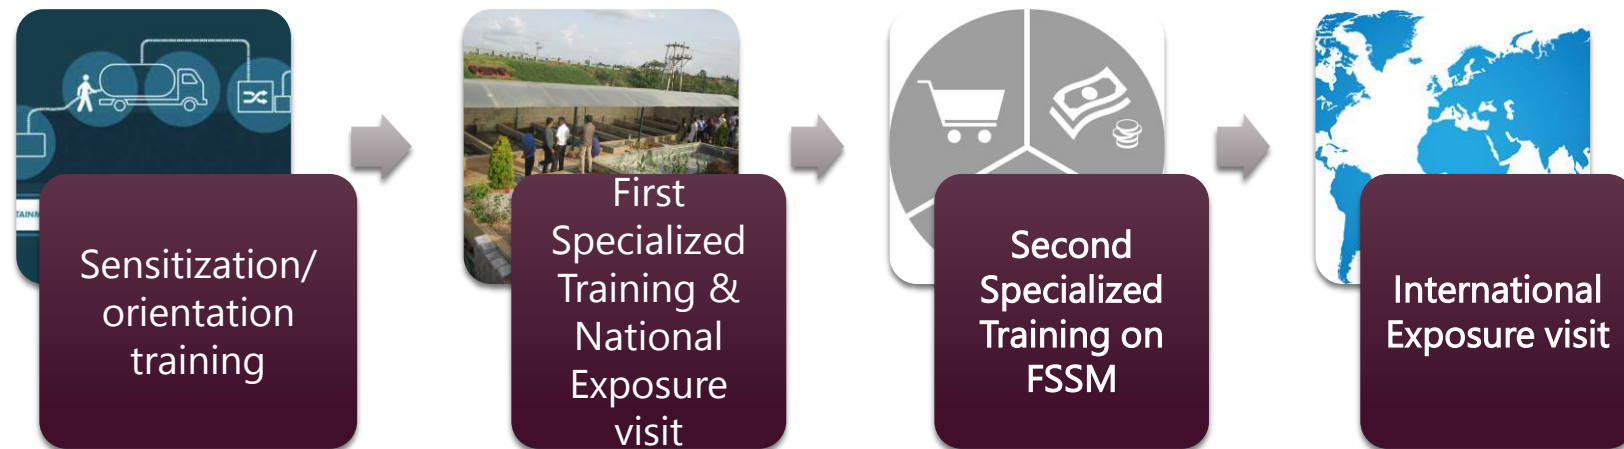 Sensitization/
orientation
training
First
Specialized
Training &
National
Exposure
visit
Second
Specialized
Training on
FSSM
International
Exposure visit